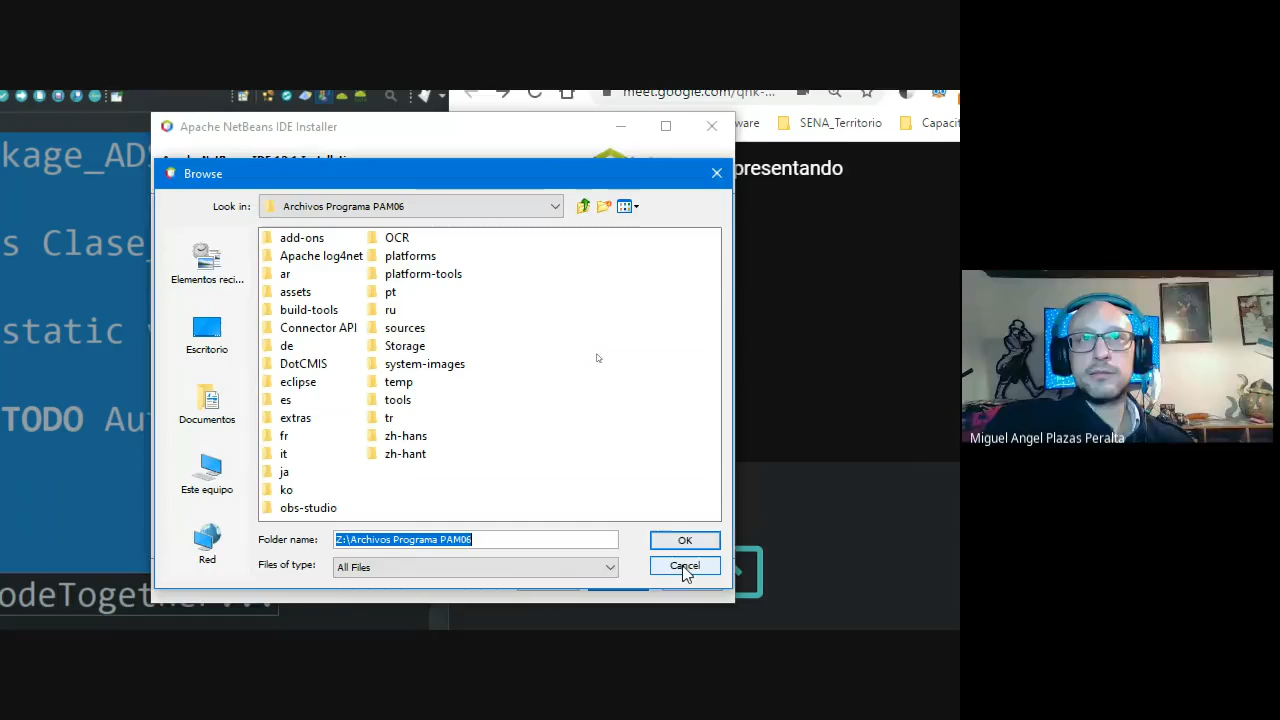 meet.google.com/qnk-...
kage_ADS
Apache NetBeans IDE Installer
ware
SENA_Territorio
Capacit
Browse
presentando
Look in:
Archivos Programa PAM06
s Clase_
static
TODO Au
odeTogether...
Elementos reci...
Escritorio
Documentos
Este equipo
Red
add-ons
Apache log4net
ar
assets
build-tools
Connector API
de
DotCMIS
eclipse
es
extras
fr
it
ja
ko
obs-studio
OCR
platforms
platform-tools
pt
ru
sources
Storage
system-images
temp
tools
tr
zh-hans
zh-hant
Folder name:
Z:\Archivos Programa PAM06
OK
Files of type:
All Files
Cancel
Miguel Angel Plazas Peralta